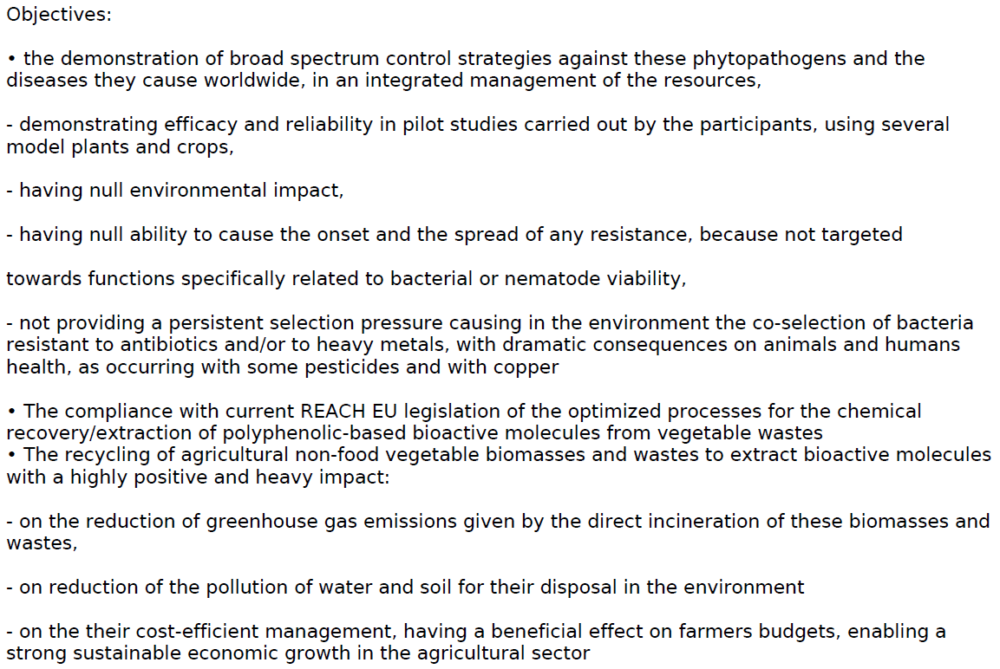 Objectives:
• the demonstration of broad spectrum control strategies against these phytopathogens and the
diseases they cause worldwide, in an integrated management of the resources,
- demonstrating efficacy and reliability in pilot studies carried out by the participants, using several
model plants and crops,
- having null environmental impact,
- having null ability to cause the onset and the spread of any resistance, because not targeted
towards functions specifically related to bacterial or nematode viability,
- not providing a persistent selection pressure causing in the environment the co-selection of bacteria
resistant to antibiotics and/or to heavy metals, with dramatic consequences on animals and humans
health, as occurring with some pesticides and with copper
• The compliance with current REACH EU legislation of the optimized processes for the chemical
recovery/extraction of polyphenolic-based bioactive molecules from vegetable wastes
• The recycling of agricultural non-food vegetable biomasses and wastes to extract bioactive molecules
with a highly positive and heavy impact:
- on the reduction of greenhouse gas emissions given by the direct incineration of these biomasses and
wastes,
- on reduction of the pollution of water and soil for their disposal in the environment
- on the their cost-efficient management, having a beneficial effect on farmers budgets, enabling a
strong sustainable economic growth in the agricultural sector